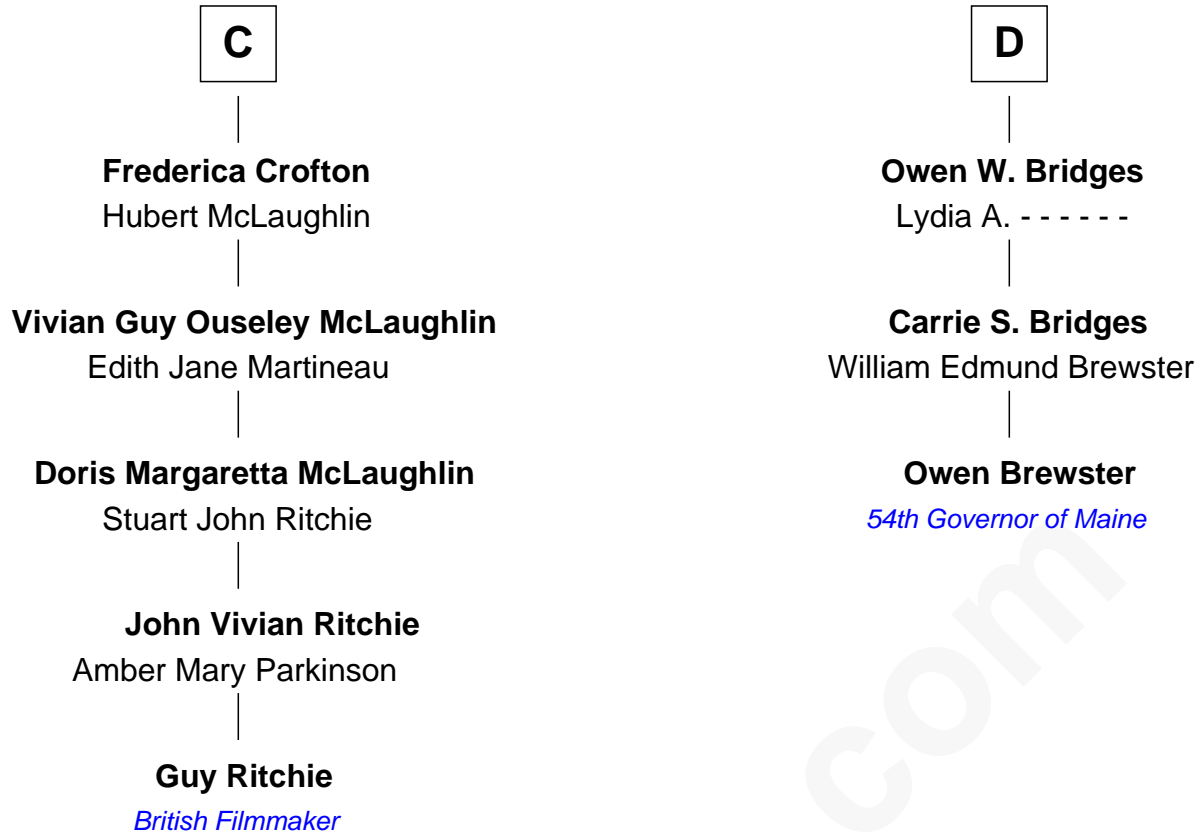 C
Frederica Crofton
Hubert McLaughlin
Vivian Guy Ouseley McLaughlin
Edith Jane Martineau
Doris Margaretta McLaughlin
Stuart John Ritchie
John Vivian Ritchie
Amber Mary Parkinson
Guy Ritchie
British Filmmaker
D
Owen W. Bridges
Lydia A. - - - - - -
Carrie S. Bridges
William Edmund Brewster
Owen Brewster
54th Governor of Maine
com